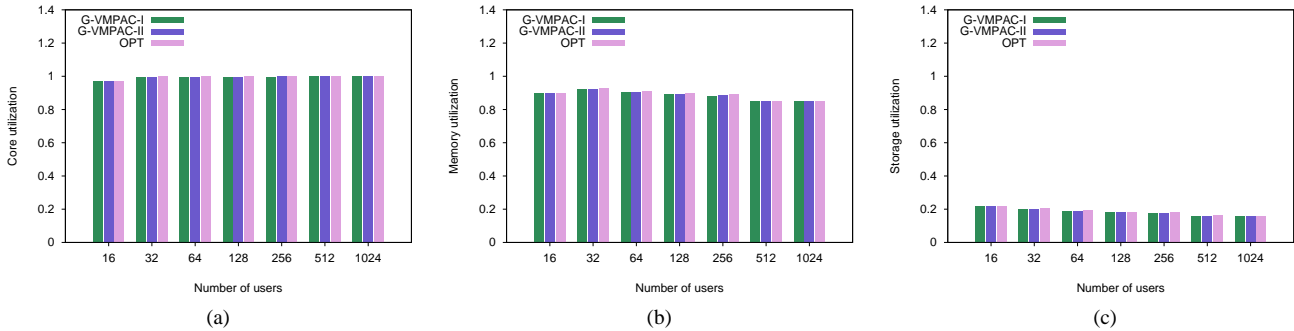 G-VMPAC-I
G-VMPAC-II
OPT
1.4
1.2
1
0.8
0.6
0.4
0.2
0
Core utilization
16 32 64 128 256 512 1024
Number of users
(a)
G-VMPAC-I
G-VMPAC-II
OPT
1.4
1.2
1
0.8
0.6
0.4
0.2
0
Memory utilization
16 32 64 128 256 512 1024
Number of users
(b)
G-VMPAC-I
G-VMPAC-II
OPT
1.4
1.2
1
0.8
0.6
0.4
0.2
0
Storage utilization
16 32 64 128 256 512 1024
Number of users
(c)